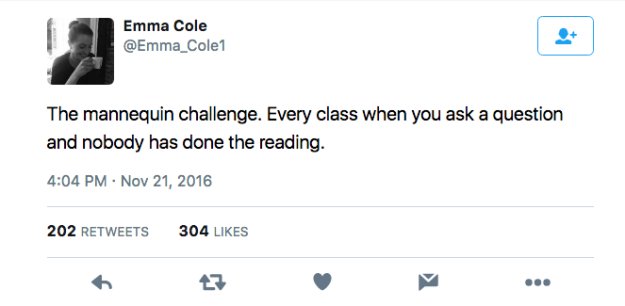 Emma Cole
@Emma_Cole1
The mannequin challenge. Every class when you ask a question
and nobody has done the reading.
4:04 PM · Nov 21, 2016
202 RETWEETS 304 LIKES